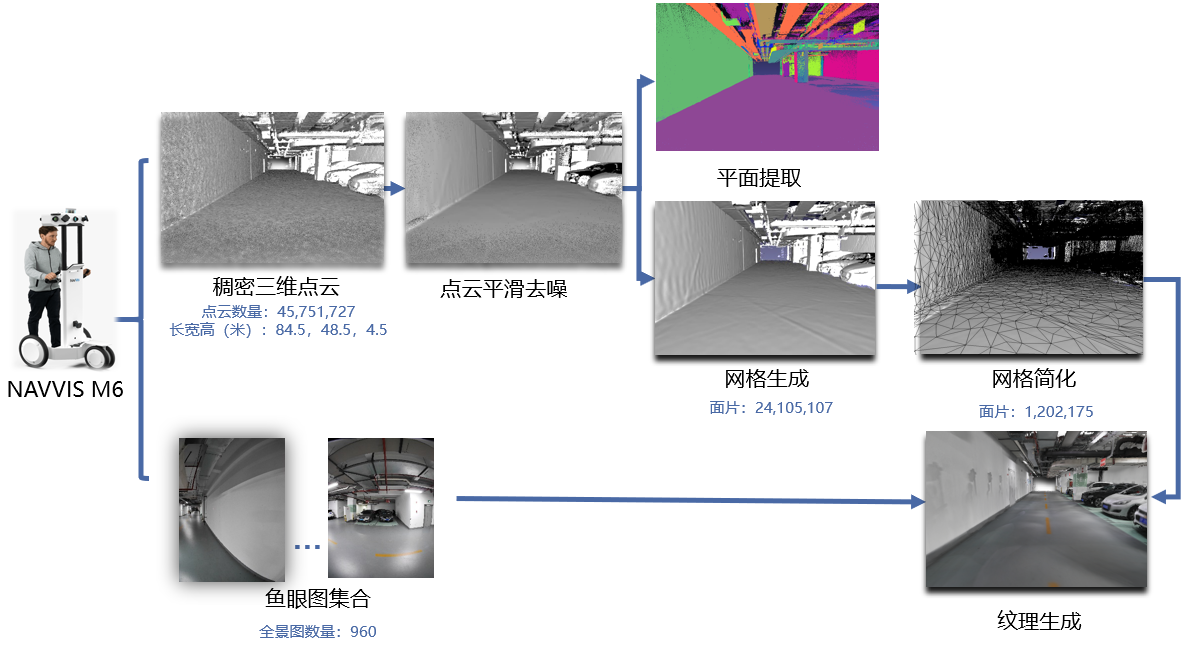 平面提取
稠密三维点云
点云数量：45,751,727
长宽高（米）：84.5，48.5，4.5
点云平滑去噪
NAVVIS M6
网格生成
面片：24,105,107
网格简化
面片：1,202,175
...
鱼眼图集合
全景图数量：960
纹理生成